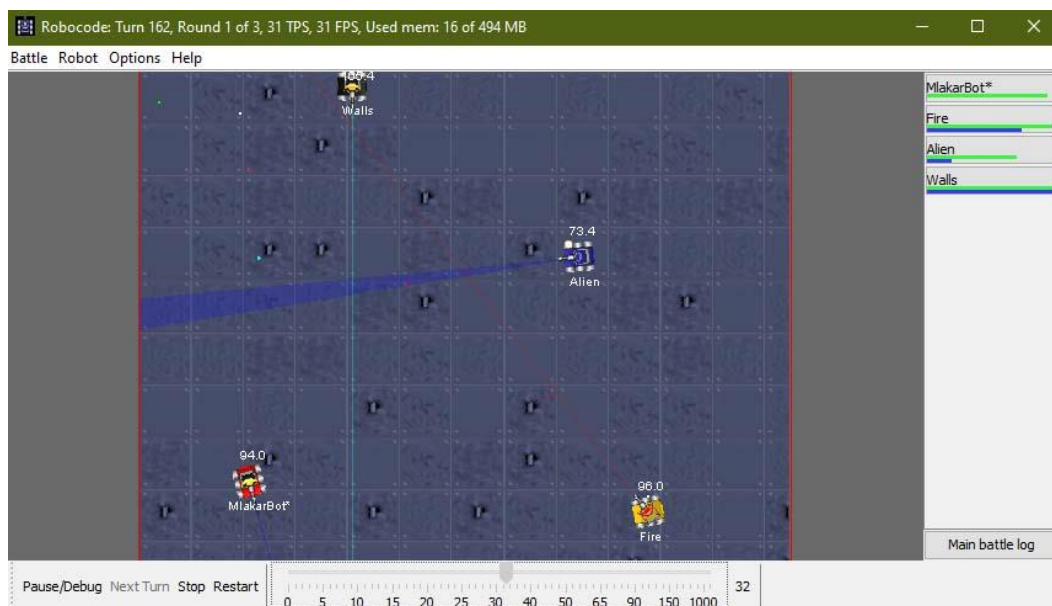 Robocode: Turn 162, Round 1 of 3, 31 TPS, 31 FPS, Used mem: 16 of 494 MB
Battle Robot Options Help
MlakarBot*
Walls
Fire
Alien
Walls
73.4
Alien
94.0
MlakarBot*
96.0
Fire
Main battle log
Pause/Debug Next Turn Stop Restart
32
0 5 10 15 20 25 30 40 50 65 90 150 1000